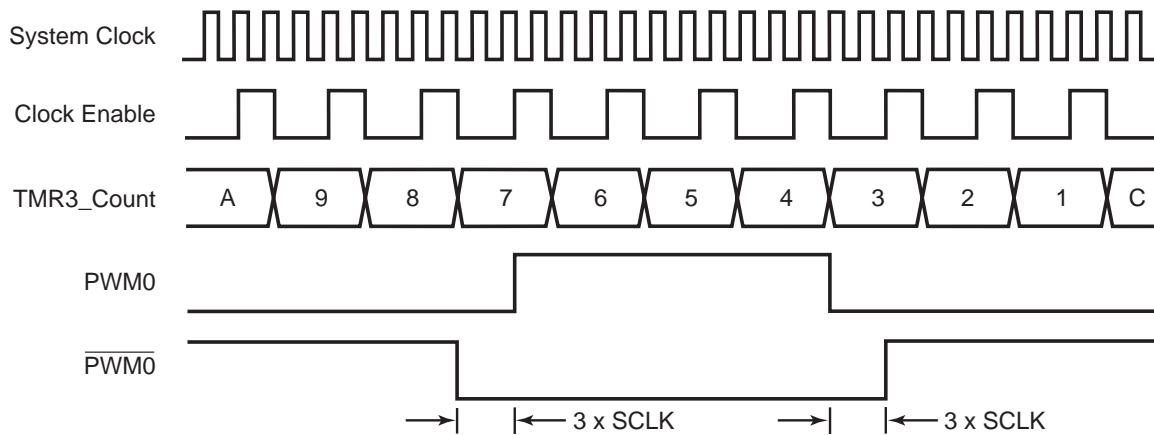 System Clock
Clock Enable
TMR3_Count A 9 8 7 6 5 4 3 2 1 C
PWM0
PWM0
3 x SCLK 3 x SCLK